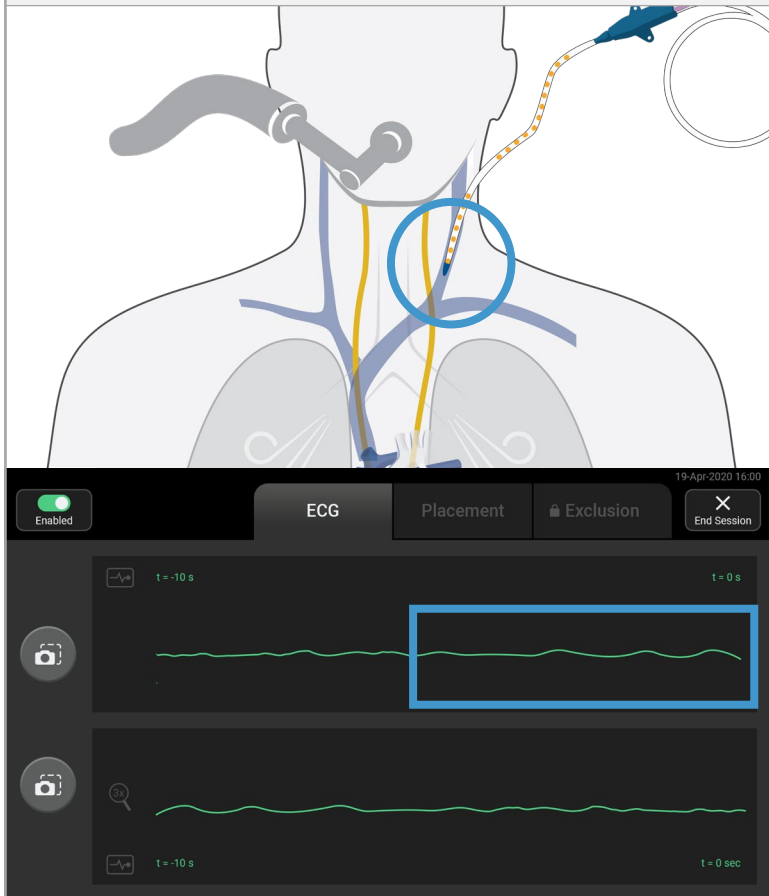 19-Apr-2020 16:00
Enabled
ECG
Placement
Exclusion
End Session
t = -10 s
t = 0 s
3x
t = -10 s
t = 0 sec